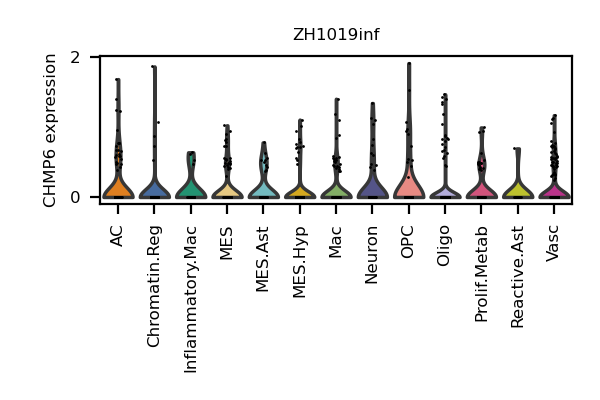 ZH1019inf
CHMP6 expression
2
0
AC
Chromatin.Reg
Inflammatory.Mac
MES
MES.Ast
MES.Hyp
Mac
Neuron
OPC
Oligo
Prolif.Metab
Reactive.Ast
Vasc